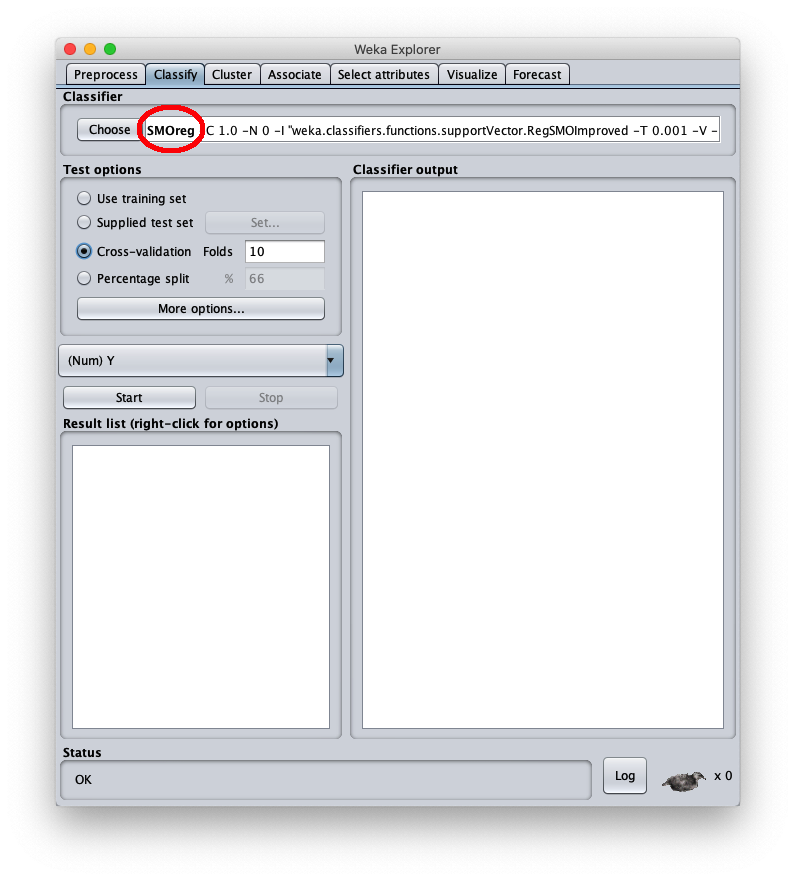 Weka Explorer
Preprocess Classify Cluster Associate Select attributes Visualize Forecast
Classifier
Choose SMOreg C 1.0 -N 0 -I "weka.classifiers.functions.supportVector.RegSMOImproved -T 0.001 -V -
Test options
Use training set
Supplied test set Set...
Cross-validation Folds 10
Percentage split % 66
More options...
(Num) Y
Start Stop
Result list (right-click for options)
Classifier output
Status
OK
Log
x 0